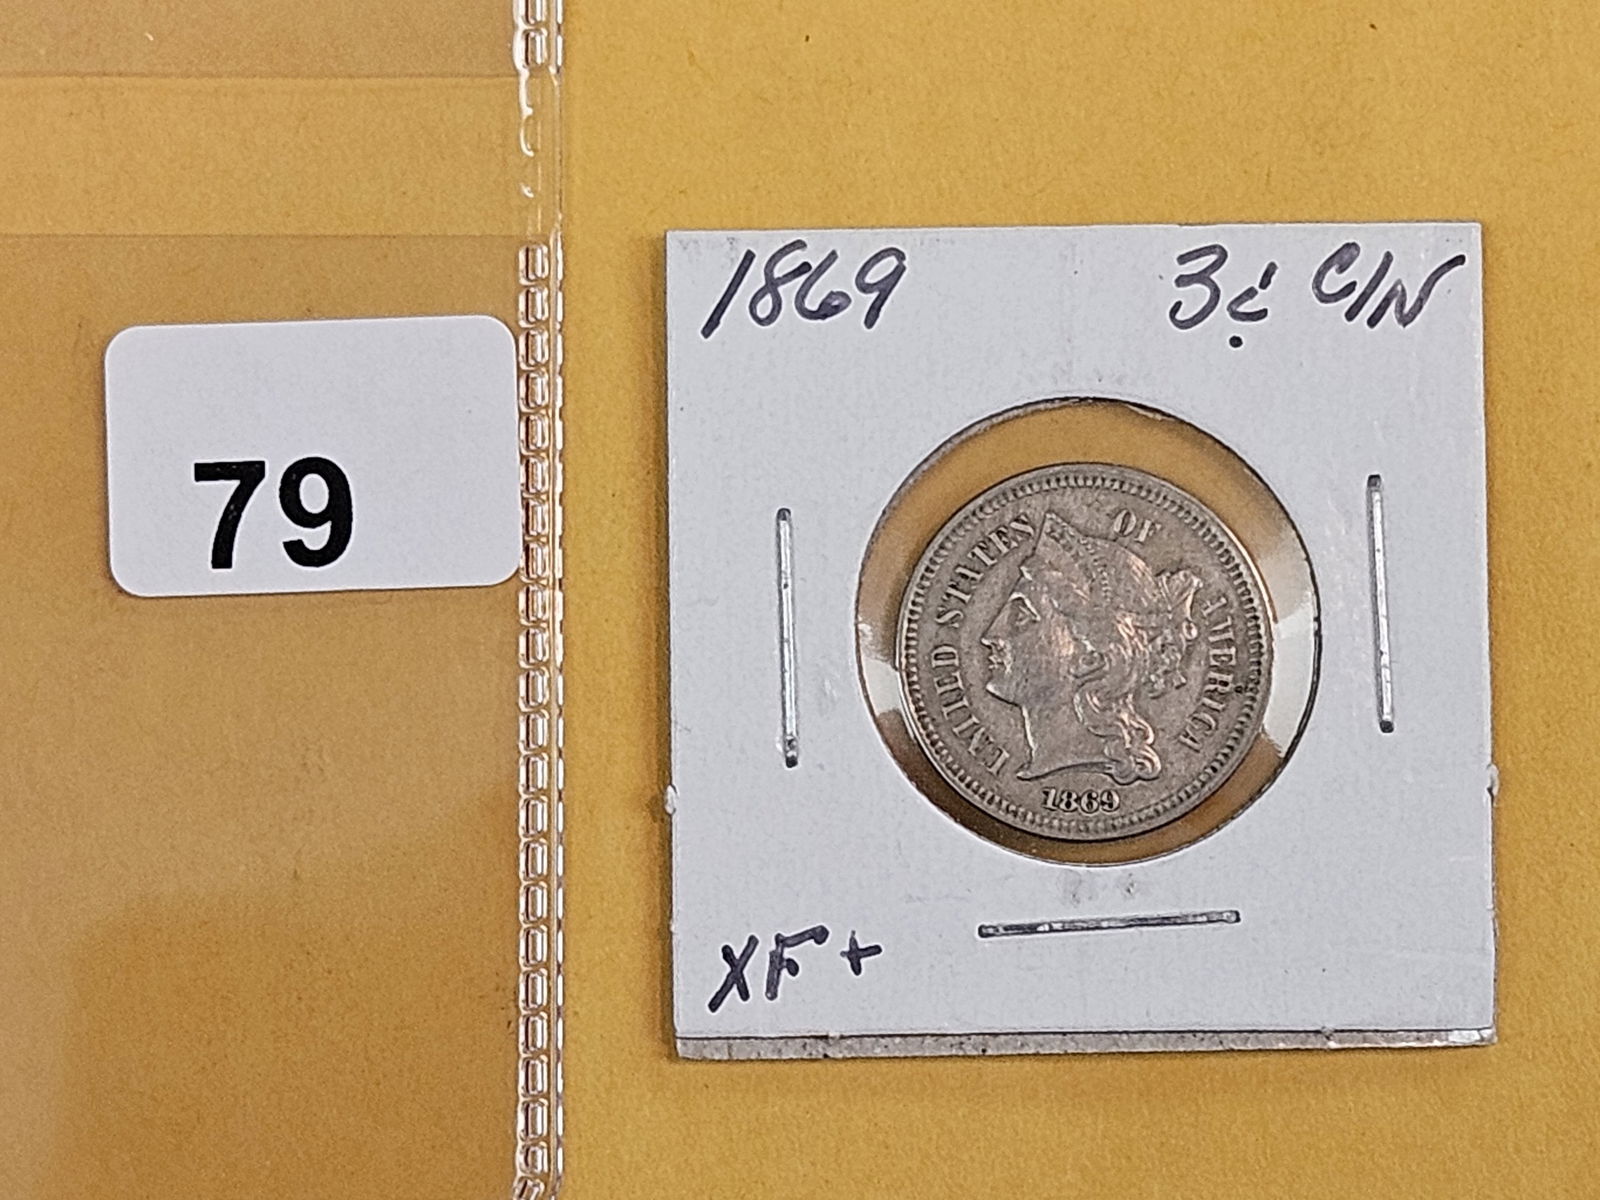 1869 3¢ C/N
79
UNITED STATES OF AMERICA
1869
XF+